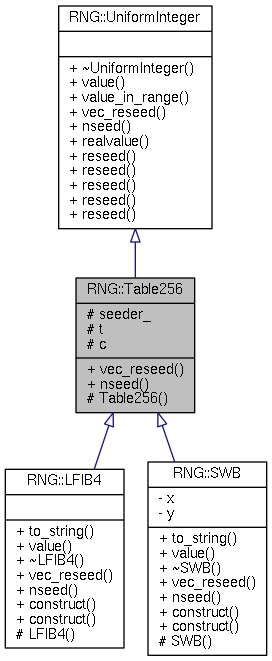 RNG::UniformInteger
+ ~UniformInteger()
+ value()
+ value_in_range()
+ vec_reseed()
+ nseed()
+ realvalue()
+ reseed()
+ reseed()
+ reseed()
+ reseed()
+ reseed()
RNG::Table256
# seeder_
# t
# c
+ vec_reseed()
+ nseed()
# Table256()
RNG::LFIB4
+ to_string()
+ value()
+ ~LFIB4()
+ vec_reseed()
+ nseed()
+ construct()
+ construct()
# LFIB4()
RNG::SWB
- x
- y
+ to_string()
+ value()
+ ~SWB()
+ vec_reseed()
+ nseed()
+ construct()
+ construct()
# SWB()